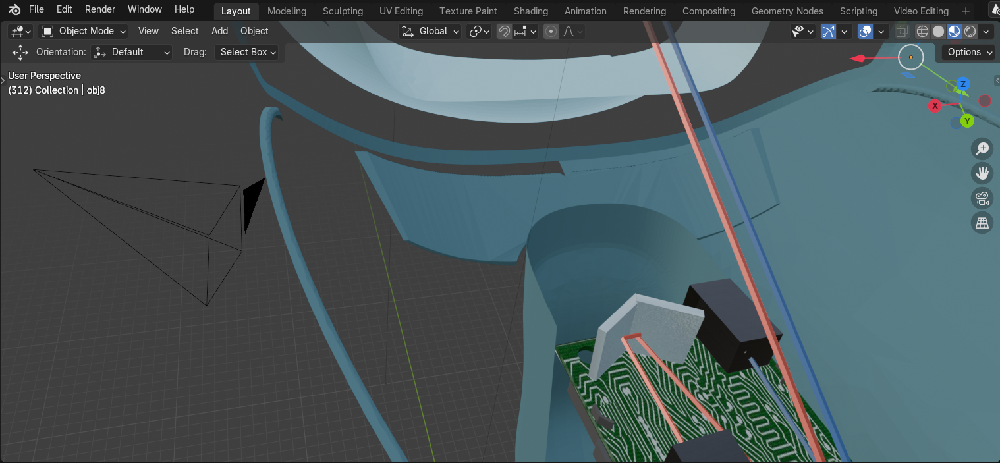 File Edit Render Window Help Layout Modeling Sculpting UV Editing Texture Paint Shading Animation Rendering Compositing Geometry Nodes Scripting Video Editing
Object Mode View Select Add Object Global
Orientation: Default Drag: Select Box Options
User Perspective
(312) Collection | obj8
Z
X
Y